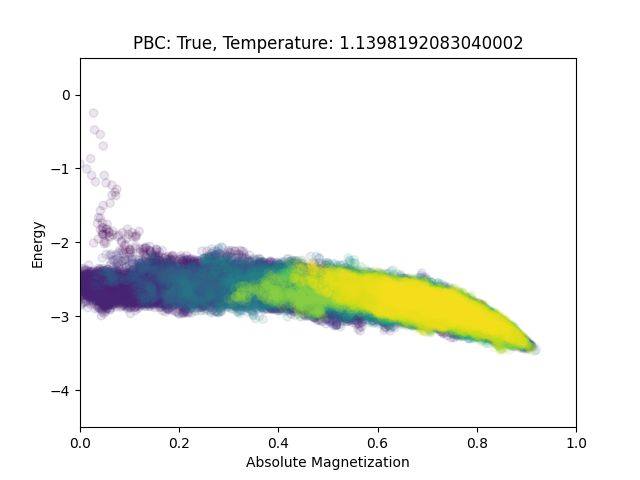 PBC: True, Temperature: 1.1398192083040002
0
−1
−2
−3
−4
Energy
0.0 0.2 0.4 0.6 0.8 1.0
Absolute Magnetization